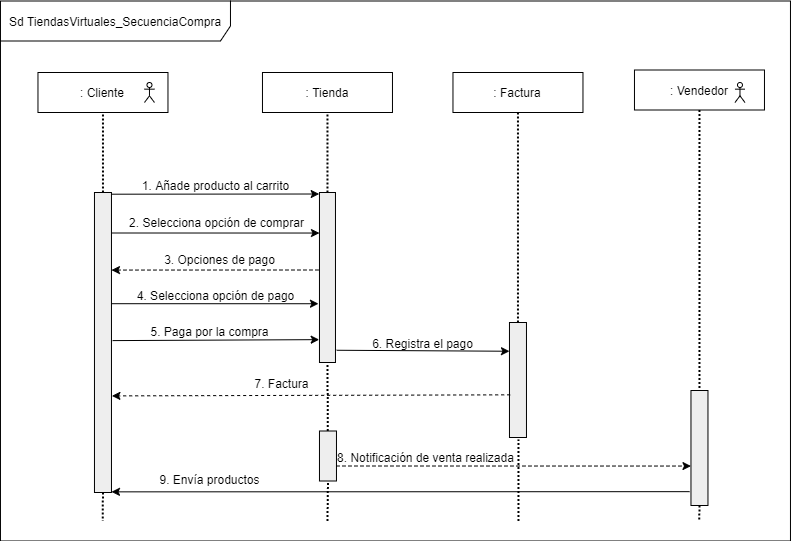 Sd TiendasVirtuales_SecuenciaCompra
: Cliente
: Tienda
: Factura
: Vendedor
1. Añade producto al carrito
2. Selecciona opción de comprar
3. Opciones de pago
4. Selecciona opción de pago
5. Paga por la compra
6. Registra el pago
7. Factura
8. Notificación de venta realizada
9. Envía productos